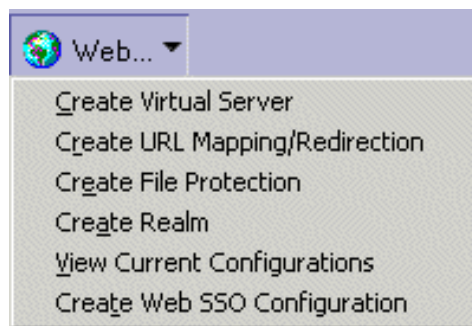 Web...
Create Virtual Server
Create URL Mapping/Redirection
Create File Protection
Create Realm
View Current Configurations
Create Web SSO Configuration